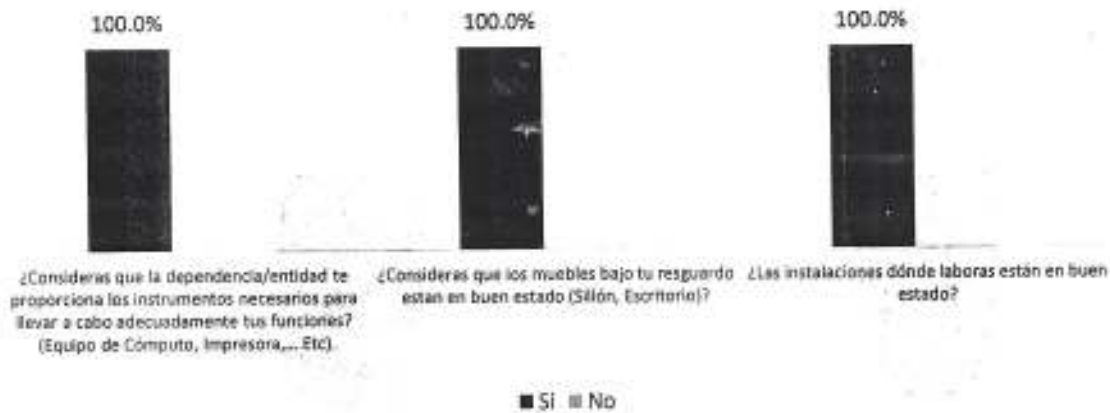 100.0%
100.0%
100.0%
¿Consideras que la dependencia/entidad te
proporciona los instrumentos necesarios para
llevar a cabo adecuadamente tus funciones?
(Equipo de Cómputo, Impresora,....Etc).
¿Consideras que los muebles bajo tu resguardo
estan en buen estado (Sillón, Escritorio)?
¿Las instalaciones dónde laboras están en buen
estado?
Si No